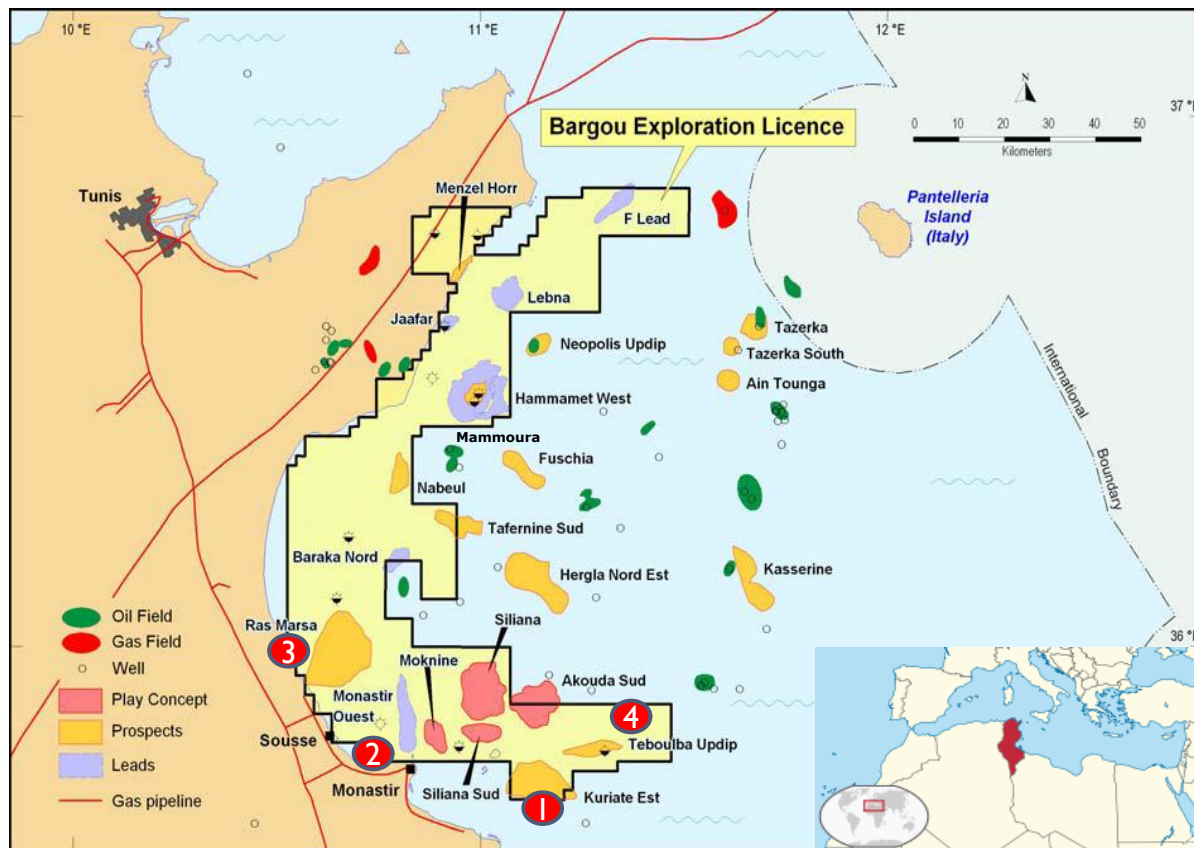 10 °E
11 °E
12 °E
N
37 °N
0 10 20 30 40 50
Kilometers
Bargou Exploration Licence
Tunis
Menzel Horr
F Lead
Pantelleria
Island
(Italy)
Lebna
Jaafar
Neopolis Updip
Tazerka
Tazerka South
Ain Tounga
Hammamet West
International
Boundary
Mammoura
Fuschia
Nabeul
Tafernine Sud
Baraka Nord
Hergla Nord Est
Kasserine
Oil Field
Gas Field
Well
Play Concept
Prospects
Leads
Gas pipeline
Ras Marsa
3
Siliana
36 °N
Moknine
Akouda Sud
Monastir
Ouest
4
Sousse
2
Teboulba Updip
Monastir
Siliana Sud
1
Kuriate Est